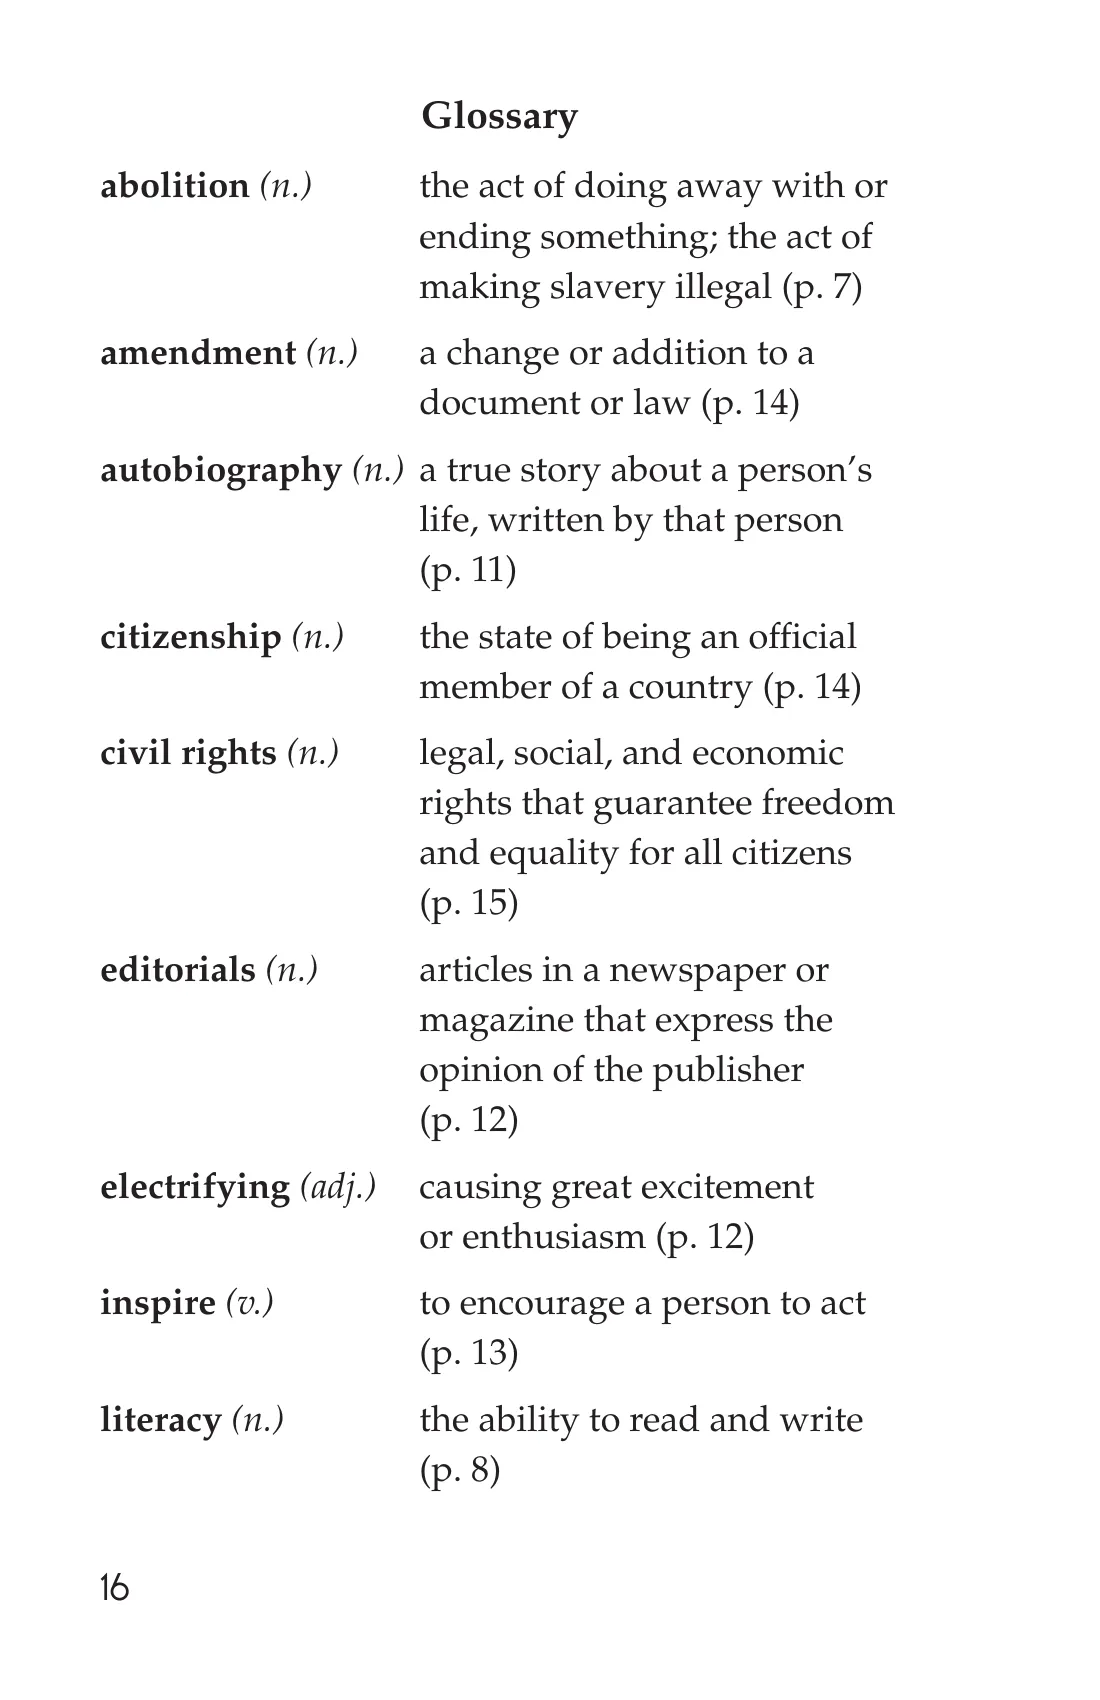 Glossary
abolition (n.) the act of doing away with or
ending something; the act of
making slavery illegal (p. 7)
amendment (n.) a change or addition to a
document or law (p. 14)
autobiography (n.) a true story about a person’s
life, written by that person
(p. 11)
citizenship (n.) the state of being an official
member of a country (p. 14)
civil rights (n.) legal, social, and economic
rights that guarantee freedom
and equality for all citizens
(p. 15)
editorials (n.) articles in a newspaper or
magazine that express the
opinion of the publisher
(p. 12)
electrifying (adj.) causing great excitement
or enthusiasm (p. 12)
inspire (v.) to encourage a person to act
(p. 13)
literacy (n.) the ability to read and write
(p. 8)
16